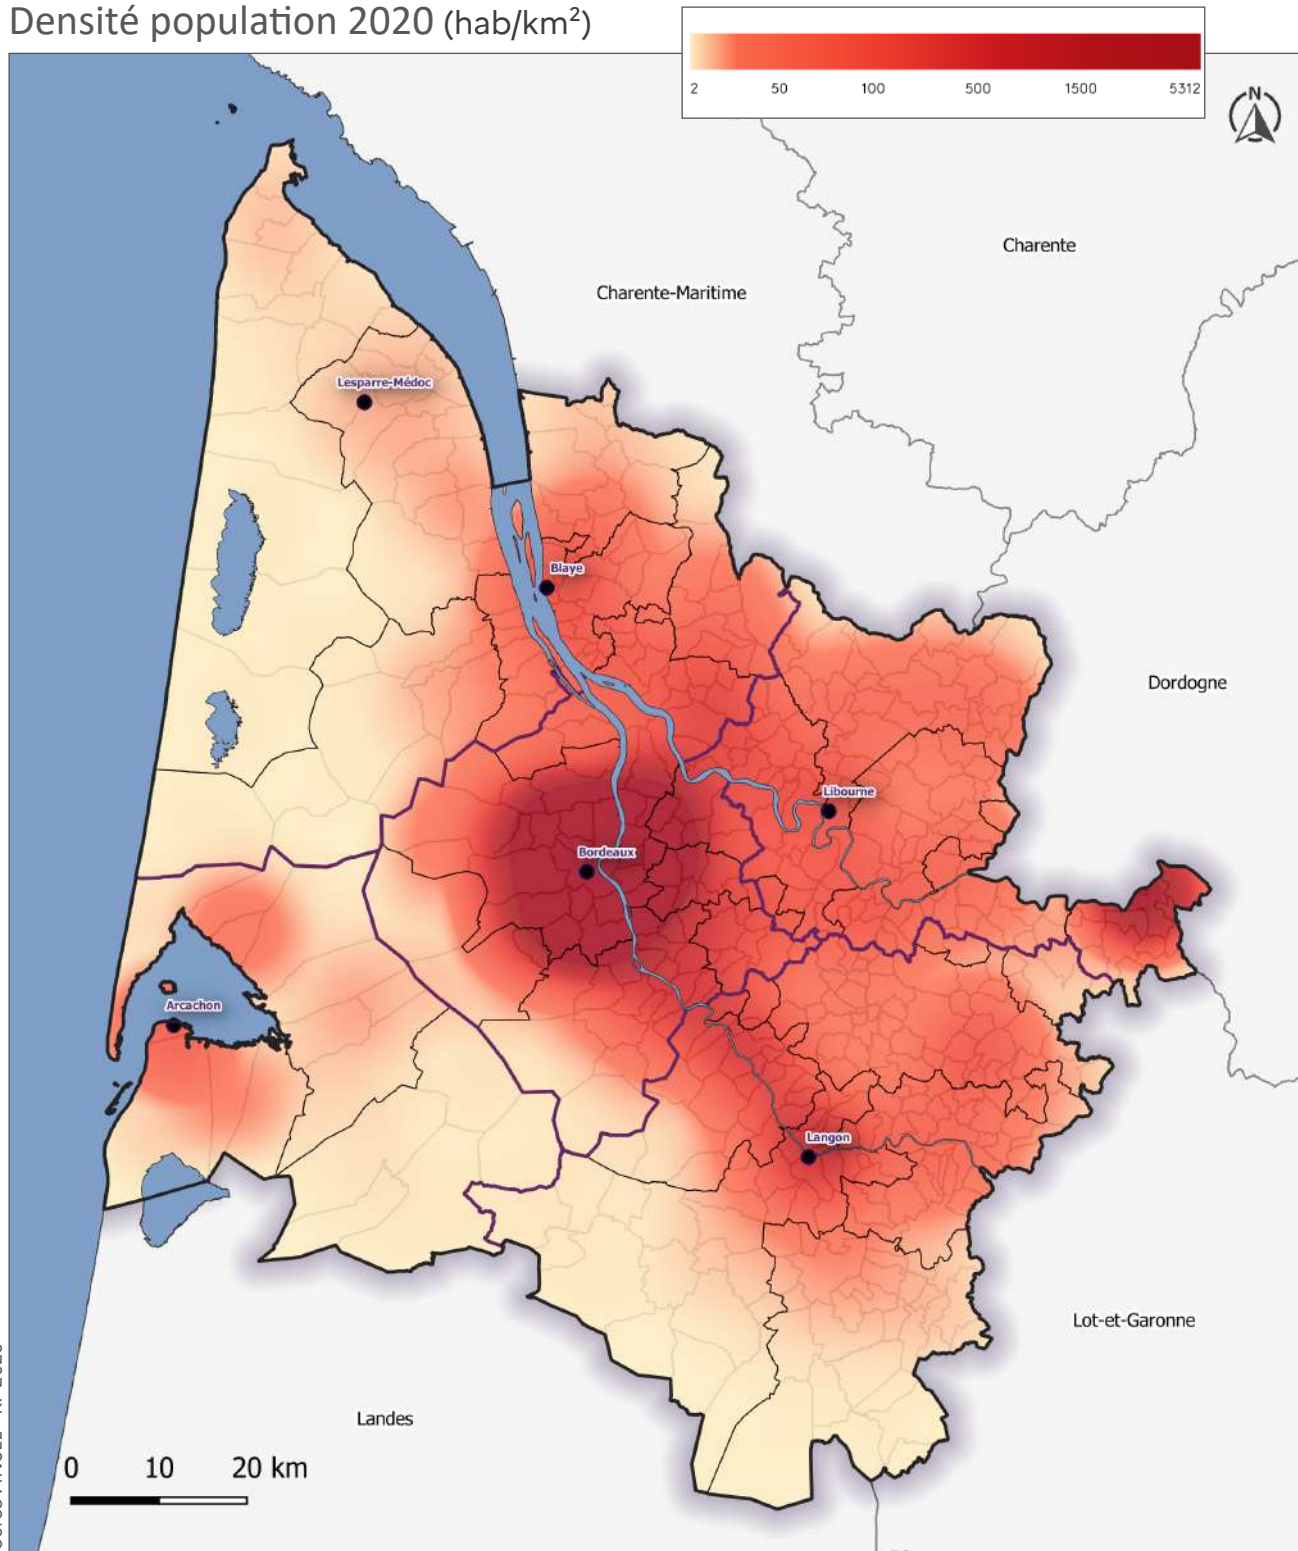 Densité population 2020 (hab/km²)
2 50 100 500 1500 5312
N
Charente
Charente-Maritime
Lesparre-Médoc
Blaye
Dordogne
Libourne
Bordeaux
Arcachon
Langon
Lot-et-Garonne
Landes
0 10 20 km